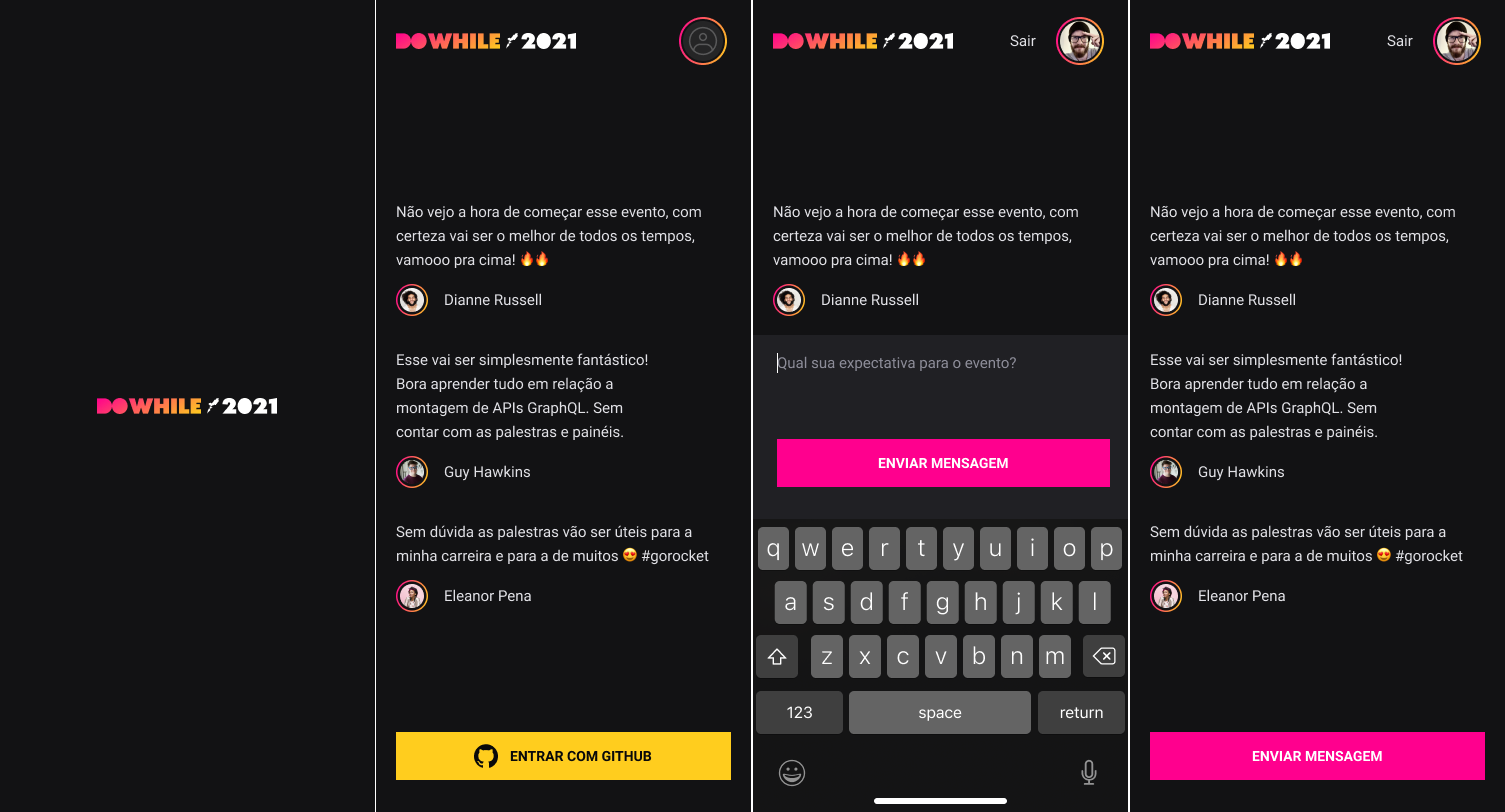 DOWHILE 2021
DOWHILE 2021
Não vejo a hora de começar esse evento, com
certeza vai ser o melhor de todos os tempos,
vamooo pra cima! 🔥🔥
Dianne Russell
Esse vai ser simplesmente fantástico!
Bora aprender tudo em relação a
montagem de APIs GraphQL. Sem
contar com as palestras e painéis.
Guy Hawkins
Sem dúvida as palestras vão ser úteis para a
minha carreira e para a de muitos 😍 #gorocket
Eleanor Pena
ENTRAR COM GITHUB
DOWHILE 2021
Sair
Não vejo a hora de começar esse evento, com
certeza vai ser o melhor de todos os tempos,
vamooo pra cima! 🔥🔥
Dianne Russell
Qual sua expectativa para o evento?
ENVIAR MENSAGEM
q w e r t y u i o p
a s d f g h j k l
z x c v b n m
123 space return
DOWHILE 2021
Sair
Não vejo a hora de começar esse evento, com
certeza vai ser o melhor de todos os tempos,
vamooo pra cima! 🔥🔥
Dianne Russell
Esse vai ser simplesmente fantástico!
Bora aprender tudo em relação a
montagem de APIs GraphQL. Sem
contar com as palestras e painéis.
Guy Hawkins
Sem dúvida as palestras vão ser úteis para a
minha carreira e para a de muitos 😍 #gorocket
Eleanor Pena
ENVIAR MENSAGEM